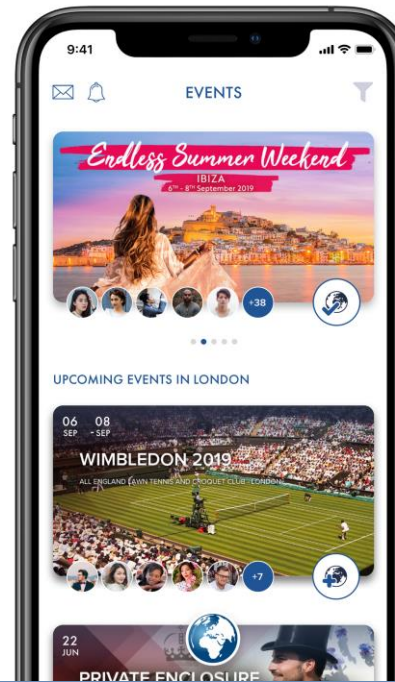 9:41
EVENTS
Endless Summer Weekend
IBIZA
6TH - 8TH September 2019
+38
UPCOMING EVENTS IN LONDON
06 08
SEP - SEP
WIMBLEDON 2019
ALL ENGLAND LAWN TENNIS AND CROQUET CLUB - LONDON
+7
22
JUN
PRIVATE ENCLOSURE